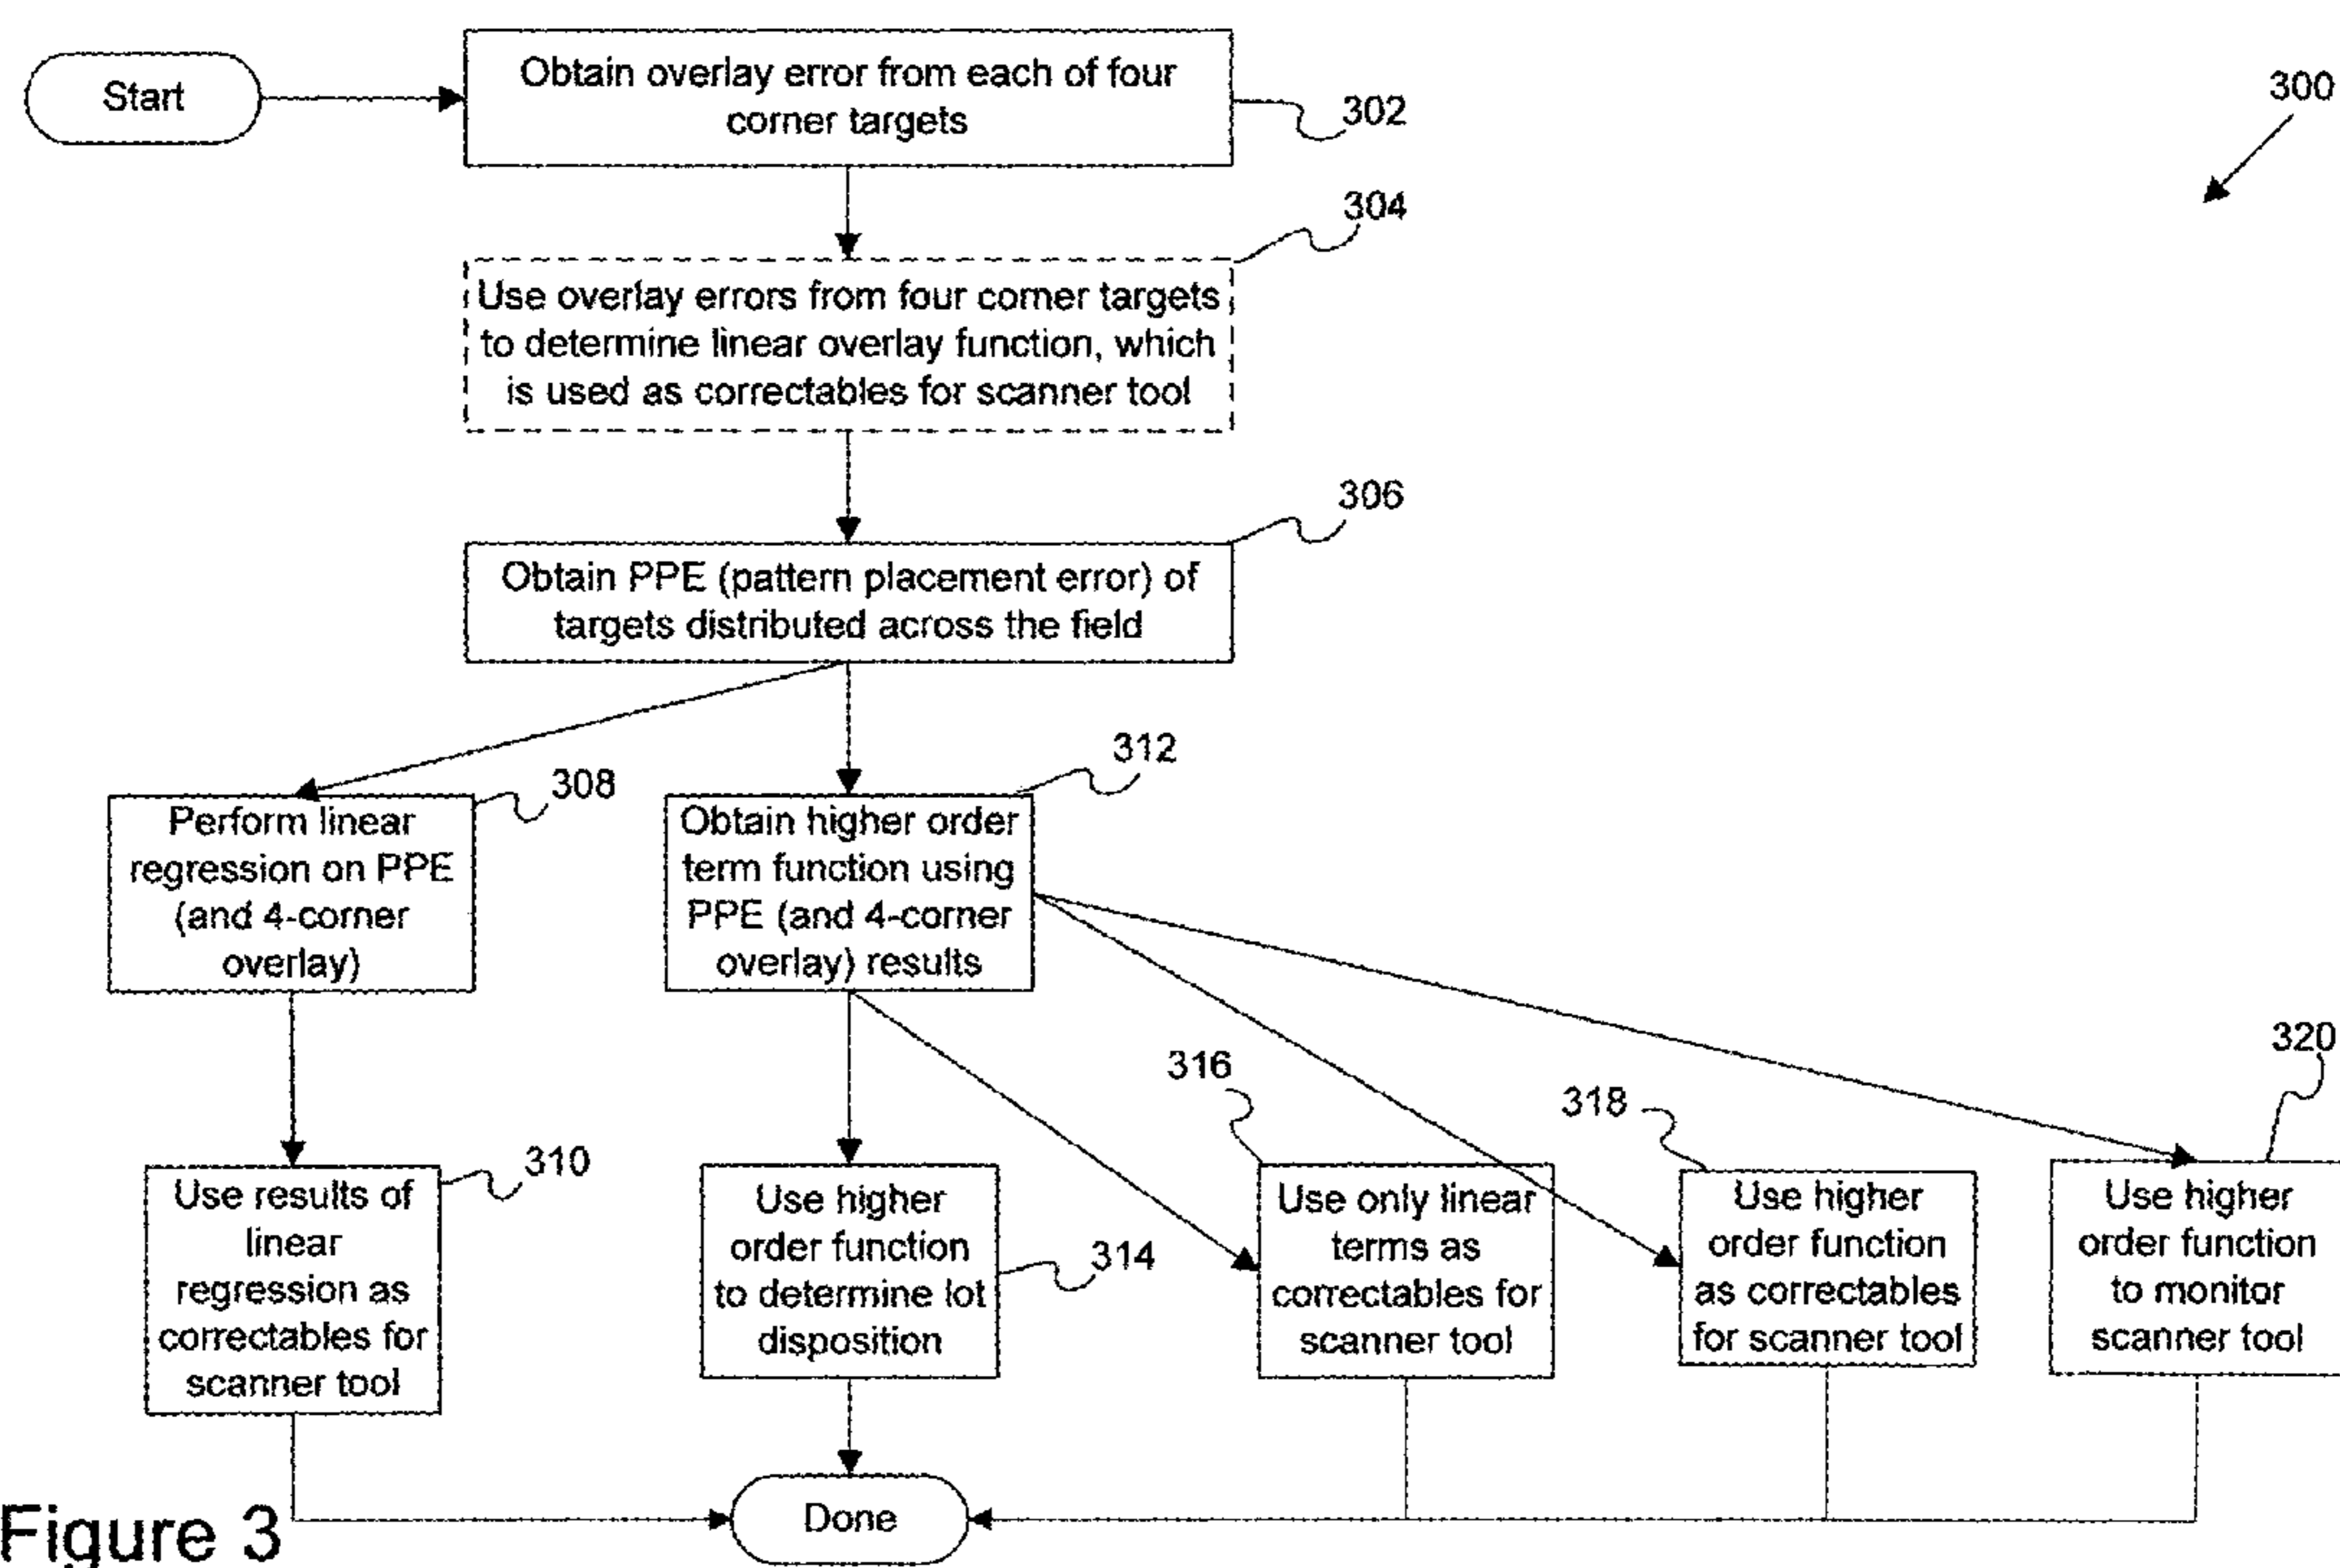 Start
Obtain overlay error from each of four
corner targets
302
300
304
Use overlay errors from four corner targets
to determine linear overlay function, which
is used as correctables for scanner tool
306
Obtain PPE (pattern placement error) of
targets distributed across the field
308
Perform linear
regression on PPE
(and 4-corner
overlay)
312
Obtain higher order
term function using
PPE (and 4-corner
overlay) results
310
Use results of
linear
regression as
correctables for
scanner tool
Use higher
order function
to determine lot
disposition
314
316
Use only linear
terms as
correctables for
scanner tool
318
Use higher
order function
as correctables
for scanner tool
320
Use higher
order function
to monitor
scanner tool
Done
Figure 3